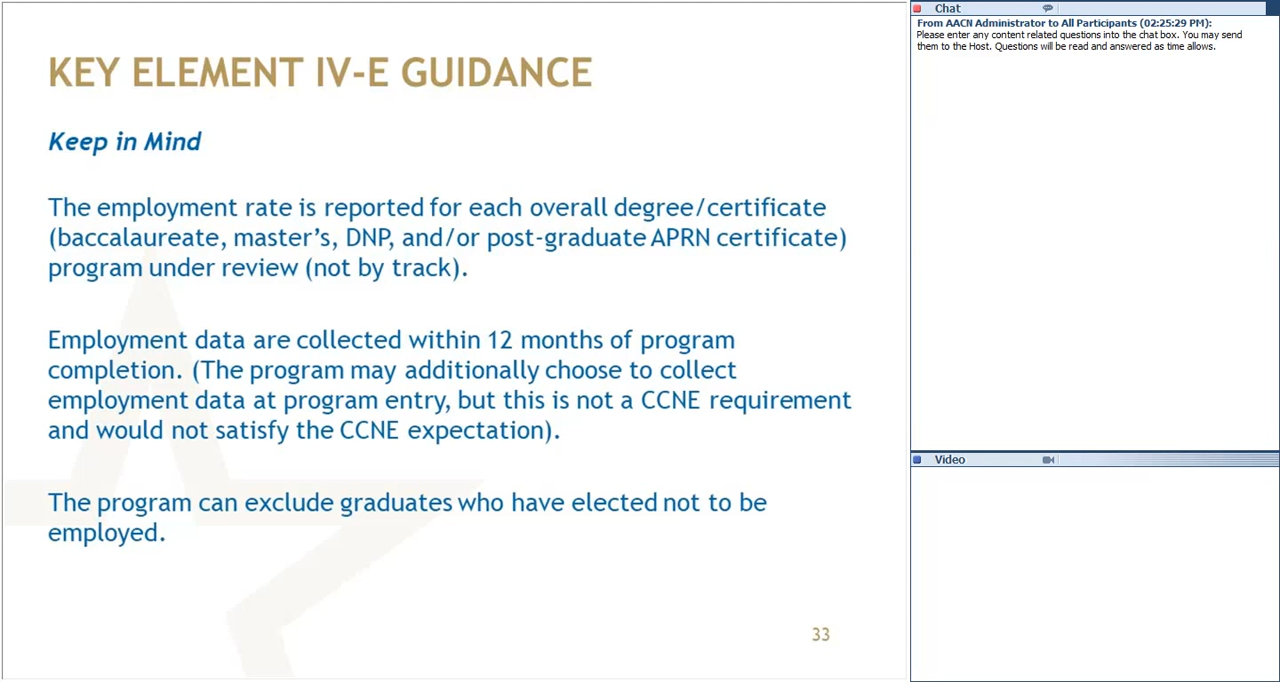 KEY ELEMENT IV-E GUIDANCE
Keep in Mind
The employment rate is reported for each overall degree/certificate
(baccalaureate, master’s, DNP, and/or post-graduate APRN certificate)
program under review (not by track).
Employment data are collected within 12 months of program
completion. (The program may additionally choose to collect
employment data at program entry, but this is not a CCNE requirement
and would not satisfy the CCNE expectation).
The program can exclude graduates who have elected not to be
employed.
33
Chat
From AACN Administrator to All Participants (02:25:29 PM):
Please enter any content related questions into the chat box. You may send
them to the Host. Questions will be read and answered as time allows.
Video